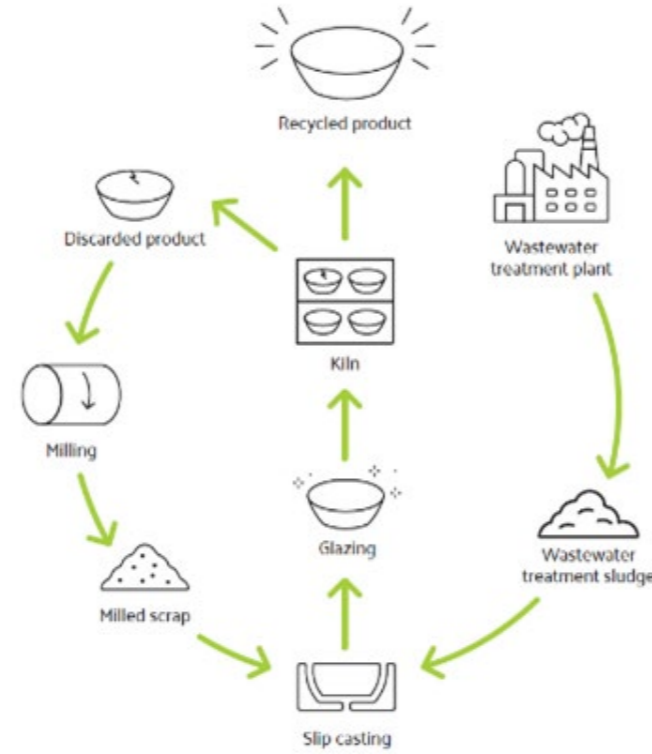 Recycled product
Discarded product
Wastewater
treatment plant
Kiln
Milling
Glazing
Wastewater
treatment sludge
Milled scrap
Slip casting